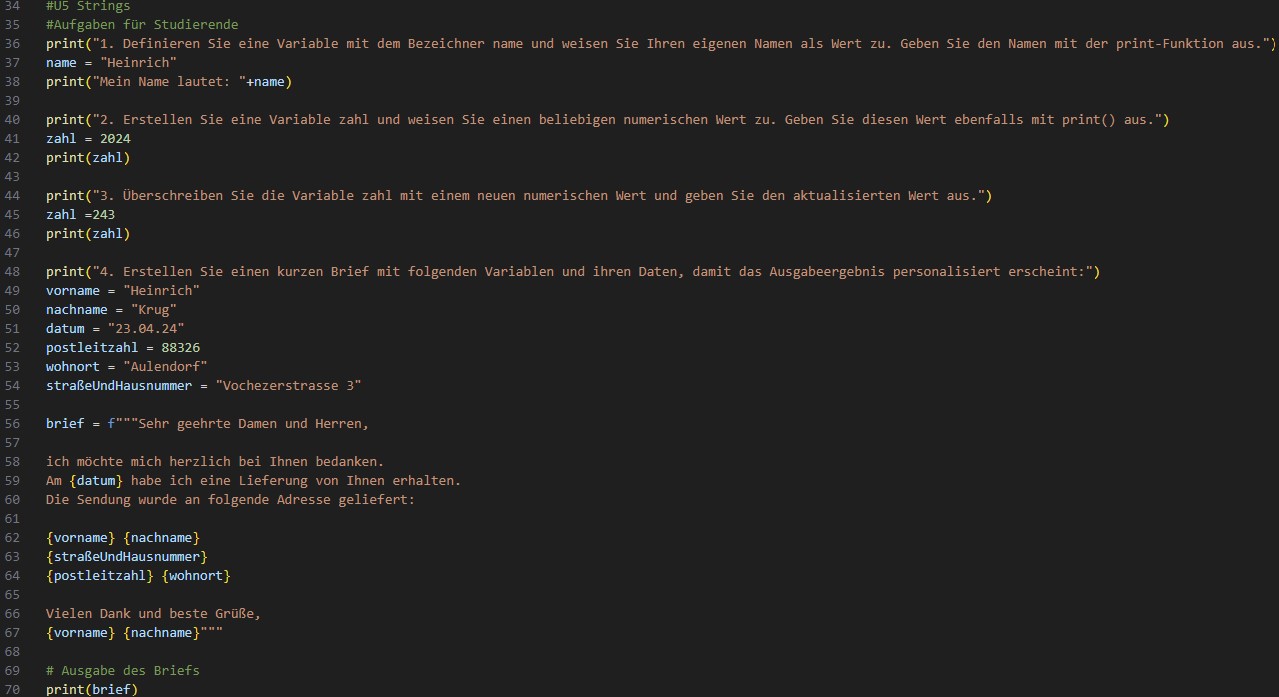 34 #U5 Strings
35 #Aufgaben für Studierende
36 print("1. Definieren Sie eine Variable mit dem Bezeichner name und weisen Sie Ihren eigenen Namen als Wert zu. Geben Sie den Namen mit der print-Funktion aus.")
37 name = "Heinrich"
38 print("Mein Name lautet: "+name)
39
40 print("2. Erstellen Sie eine Variable zahl und weisen Sie einen beliebigen numerischen Wert zu. Geben Sie diesen Wert ebenfalls mit print() aus.")
41 zahl = 2024
42 print(zahl)
43
44 print("3. Überschreiben Sie die Variable zahl mit einem neuen numerischen Wert und geben Sie den aktualisierten Wert aus.")
45 zahl =243
46 print(zahl)
47
48 print("4. Erstellen Sie einen kurzen Brief mit folgenden Variablen und ihren Daten, damit das Ausgabeergebnis personalisiert erscheint:")
49 vorname = "Heinrich"
50 nachname = "Krug"
51 datum = "23.04.24"
52 postleitzahl = 88326
53 wohnort = "Aulendorf"
54 straßeUndHausnummer = "Vochezerstrasse 3"
55
56 brief = f"""Sehr geehrte Damen und Herren,
57
58 ich möchte mich herzlich bei Ihnen bedanken.
59 Am {datum} habe ich eine Lieferung von Ihnen erhalten.
60 Die Sendung wurde an folgende Adresse geliefert:
61
62 {vorname} {nachname}
63 {straßeUndHausnummer}
64 {postleitzahl} {wohnort}
65
66 Vielen Dank und beste Grüße,
67 {vorname} {nachname}"""
68
69 # Ausgabe des Briefs
70 print(brief)